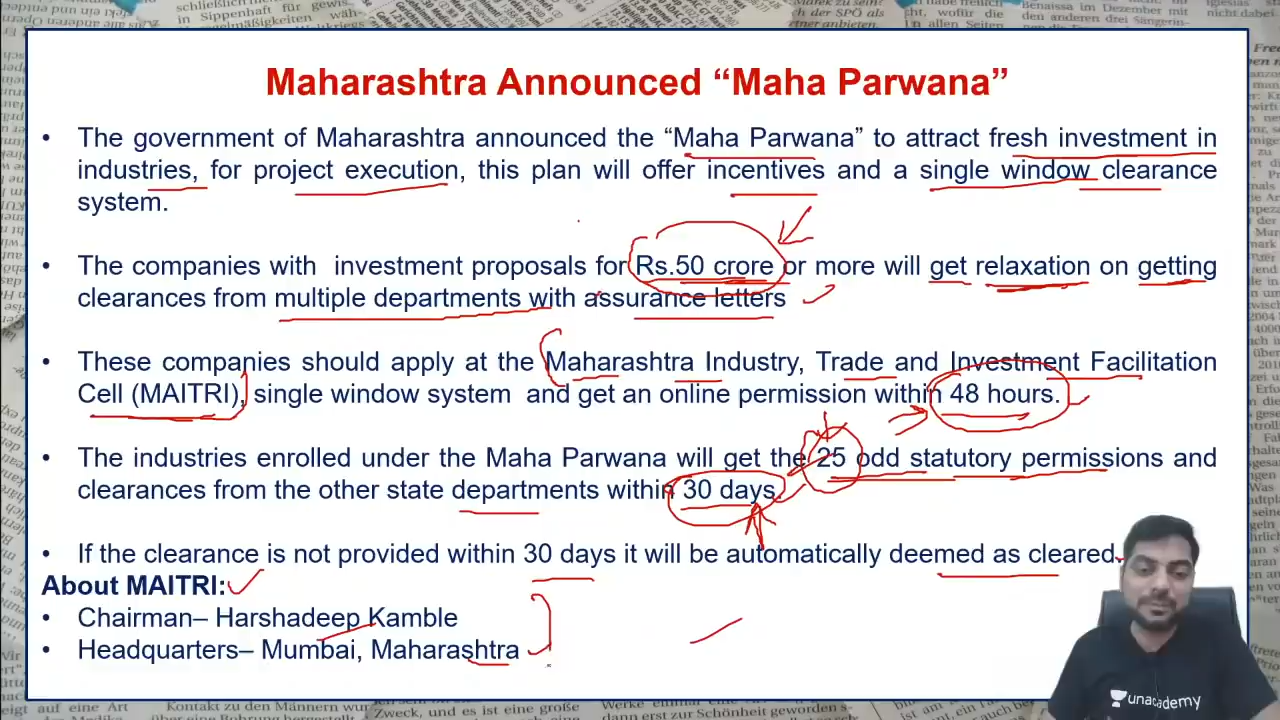 Maharashtra Announced “Maha Parwana”
• The government of Maharashtra announced the “Maha Parwana” to attract fresh investment in
industries, for project execution, this plan will offer incentives and a single window clearance
system.
• The companies with investment proposals for Rs.50 crore or more will get relaxation on getting
clearances from multiple departments with assurance letters
• These companies should apply at the Maharashtra Industry, Trade and Investment Facilitation
Cell (MAITRI), single window system and get an online permission within 48 hours.
• The industries enrolled under the Maha Parwana will get the 25 odd statutory permissions and
clearances from the other state departments within 30 days.
• If the clearance is not provided within 30 days it will be automatically deemed as cleared.
About MAITRI:
• Chairman– Harshadeep Kamble
• Headquarters– Mumbai, Maharashtra
unacademy